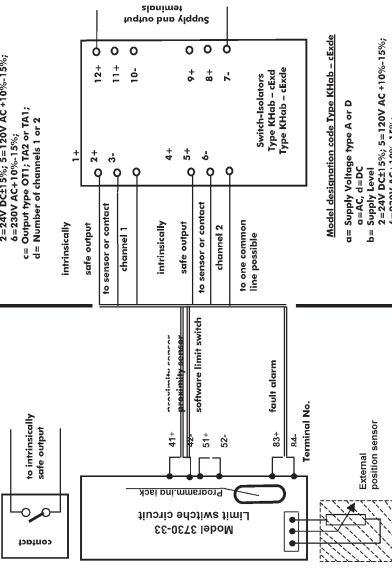 2=24V DC±15%; 5=120V AC +10%-15%;
6=230V AC+10%-15%;
c= Output type OT1; TA2 or TA1;
d= Number of channels 1 or 2
Supply and output
teminals
12+
11+
10-
9+
8+
7-
Switch-Isolators
Type KHab – cExd
Type KHab – cExde
1+
2+
3-
4+
5+
6-
Model designation code Type KHab – cExde
a= Supply Voltage type A or D
a=AC, d=DC
b= Supply Level
2=24V DC±15%; 5=120V AC +10%-15%;
intrinsically
safe output
to sensor or contact
channel 1
intrinsically
safe output
to sensor or contact
channel 2
to one common
line possible
proximity sensor
proximity sensor
software limit switch
fault alarm
41+
42-
51+
52-
83+
84-
Terminal No.
to intrinsically
safe output
contact
Programm.ing jack
Model 3730-33
Limit switche circuit
External
position sensor